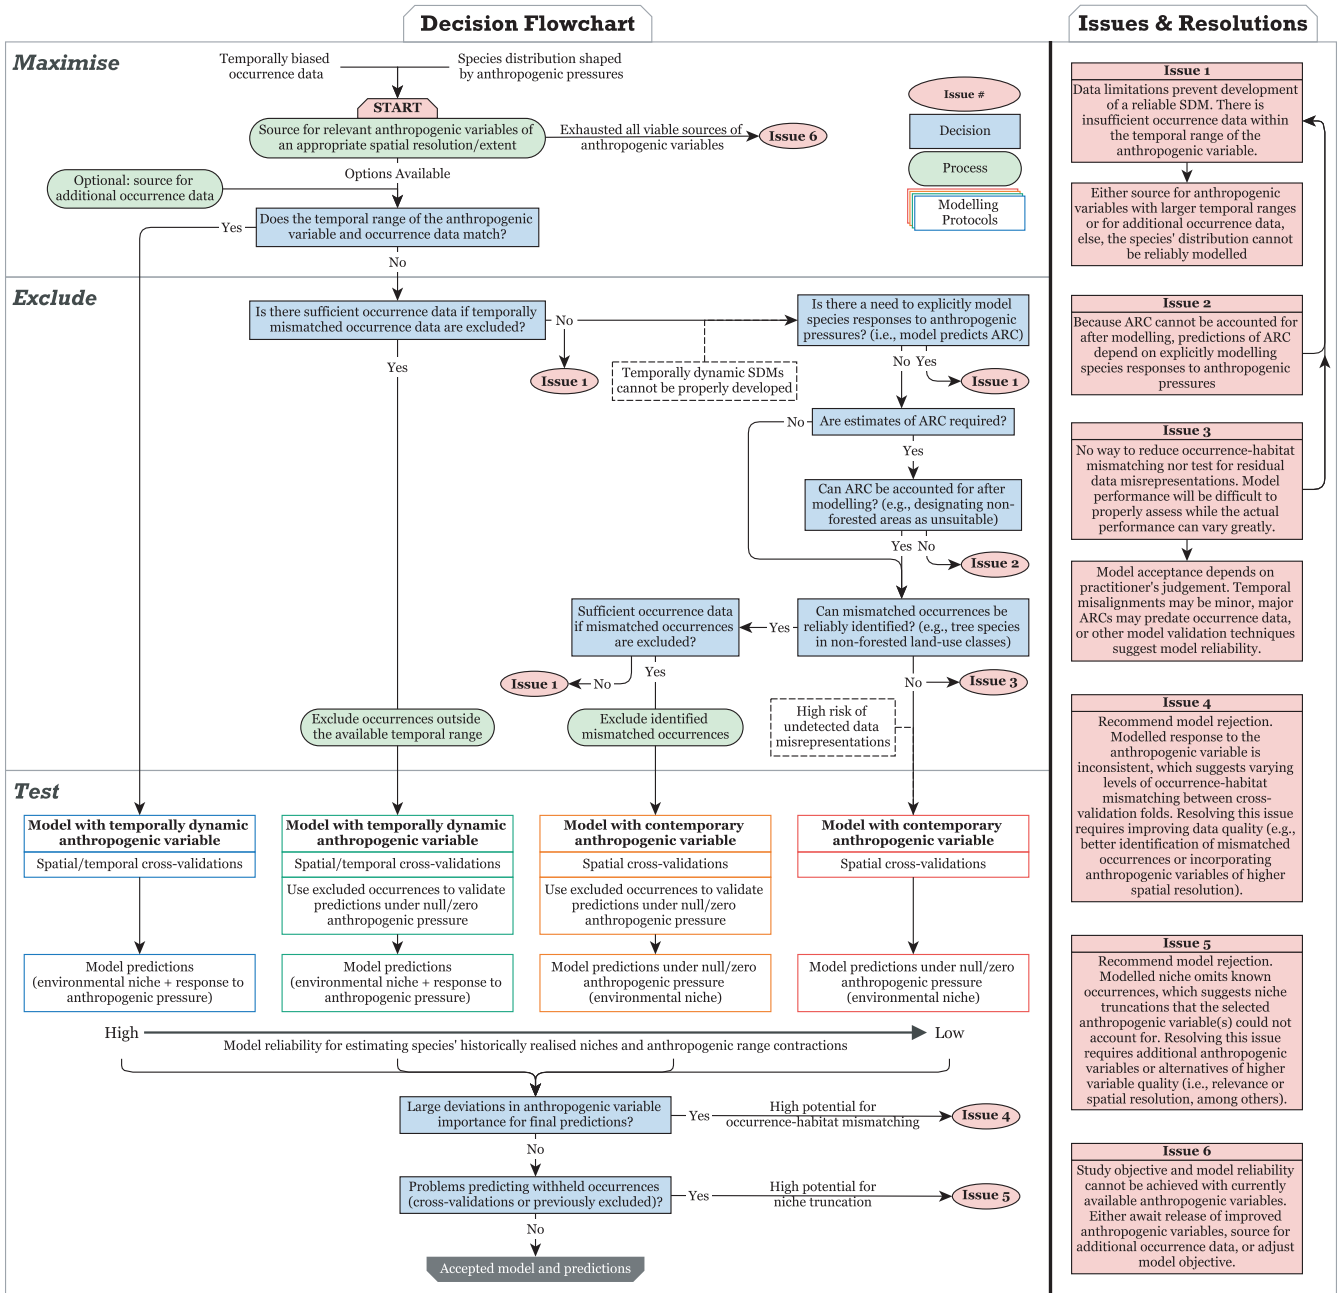 Decision Flowchart
Maximise
Temporally biased
occurrence data
Species distribution shaped
by anthropogenic pressures
START
Source for relevant anthropogenic variables of
an appropriate spatial resolution/extent
Exhausted all viable sources of
anthropogenic variables
Issue 6
Options Available
Optional: source for
additional occurrence data
Does the temporal range of the anthropogenic
variable and occurrence data match?
Yes
No
Issue #
Decision
Process
Modelling
Protocols
Exclude
Is there sufficient occurrence data if temporally
mismatched occurrence data are excluded?
No
Yes
Issue 1
Temporally dynamic SDMs
cannot be properly developed
Is there a need to explicitly model
species responses to anthropogenic
pressures? (i.e., model predicts ARC)
No Yes
Issue 1
Are estimates of ARC required?
No
Yes
Can ARC be accounted for after
modelling? (e.g., designating non-
forested areas as unsuitable)
Yes No
Issue 2
Can mismatched occurrences be
reliably identified? (e.g., tree species
in non-forested land-use classes)
Yes
Sufficient occurrence data
if mismatched occurrences
are excluded?
Yes
No
Issue 1
No
Issue 3
High risk of
undetected data
misrepresentations
Exclude occurrences outside
the available temporal range
Exclude identified
mismatched occurrences
Test
Model with temporally dynamic
anthropogenic variable
Spatial/temporal cross-validations
Model predictions
(environmental niche + response to
anthropogenic pressure)
Model with temporally dynamic
anthropogenic variable
Spatial/temporal cross-validations
Use excluded occurrences to validate
predictions under null/zero
anthropogenic pressure
Model predictions
(environmental niche + response to
anthropogenic pressure)
Model with contemporary
anthropogenic variable
Spatial cross-validations
Use excluded occurrences to validate
predictions under null/zero
anthropogenic pressure
Model predictions under null/zero
anthropogenic pressure
(environmental niche)
Model with contemporary
anthropogenic variable
Spatial cross-validations
Model predictions under null/zero
anthropogenic pressure
(environmental niche)
High
Low
Model reliability for estimating species' historically realised niches and anthropogenic range contractions
Large deviations in anthropogenic variable
importance for final predictions?
Yes
High potential for
occurrence-habitat mismatching
Issue 4
No
Problems predicting withheld occurrences
(cross-validations or previously excluded)?
Yes
High potential for
niche truncation
Issue 5
No
Accepted model and predictions
Issues & Resolutions
Issue 1
Data limitations prevent development
of a reliable SDM. There is
insufficient occurrence data within
the temporal range of the
anthropogenic variable.
Either source for anthropogenic
variables with larger temporal ranges
or for additional occurrence data,
else, the species' distribution cannot
be reliably modelled
Issue 2
Because ARC cannot be accounted for
after modelling, predictions of ARC
depend on explicitly modelling
species responses to anthropogenic
pressures
Issue 3
No way to reduce occurrence-habitat
mismatching nor test for residual
data misrepresentations. Model
performance will be difficult to
properly assess while the actual
performance can vary greatly.
Model acceptance depends on
practitioner's judgement. Temporal
misalignments may be minor, major
ARCs may predate occurrence data,
or other model validation techniques
suggest model reliability.
Issue 4
Recommend model rejection.
Modelled response to the
anthropogenic variable is
inconsistent, which suggests varying
levels of occurrence-habitat
mismatching between cross-
validation folds. Resolving this issue
requires improving data quality (e.g.,
better identification of mismatched
occurrences or incorporating
anthropogenic variables of higher
spatial resolution).
Issue 5
Recommend model rejection.
Modelled niche omits known
occurrences, which suggests niche
truncations that the selected
anthropogenic variable(s) could not
account for. Resolving this issue
requires additional anthropogenic
variables or alternatives of higher
variable quality (i.e., relevance or
spatial resolution, among others).
Issue 6
Study objective and model reliability
cannot be achieved with currently
available anthropogenic variables.
Either await release of improved
anthropogenic variables, source for
additional occurrence data, or adjust
model objective.